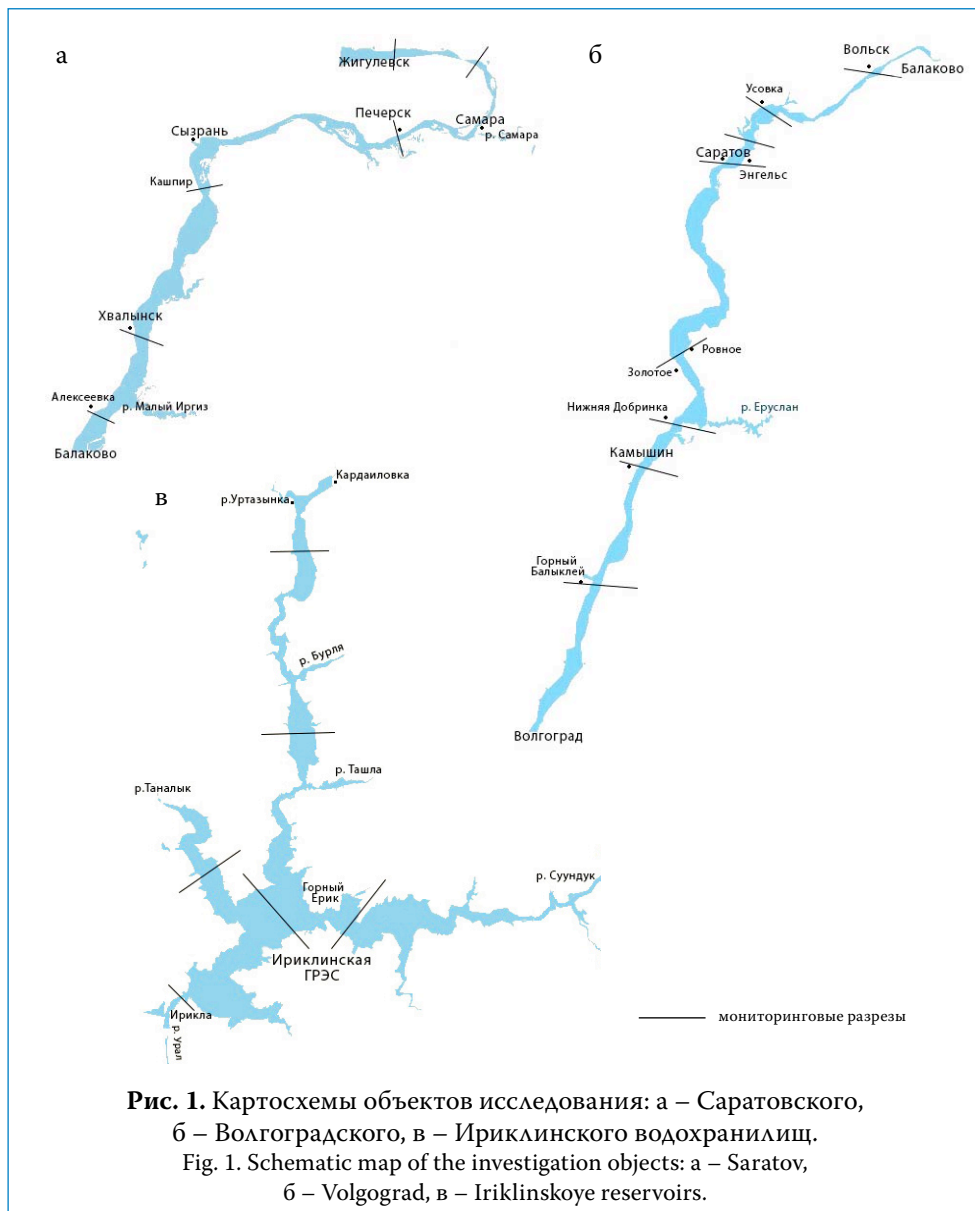 а
Жигулевск
Печерск
Самара
р. Самара
Сызрань
Кашпир
Хвалынск
Алексеевка
р. Малый Иргиз
Балаково
б
Вольск
Балаково
Усовка
Саратов
Энгельс
Ровное
Золотое
Нижняя Добринка
р. Еруслан
Камышин
Горный
Балыклей
Волгоград
в
Кардаиловка
р.Уртазынка
р. Бурля
р. Ташла
р.Таналык
Горный
Ерик
р. Суундук
Ириклинская
ГРЭС
Ирикла
р. Урал
мониторинговые разрезы
Рис. 1. Картосхемы объектов исследования: а – Саратовского,
б – Волгоградского, в – Ириклинского водохранилищ.
Fig. 1. Schematic map of the investigation objects: а – Saratov,
б – Volgograd, в – Iriklinskoye reservoirs.